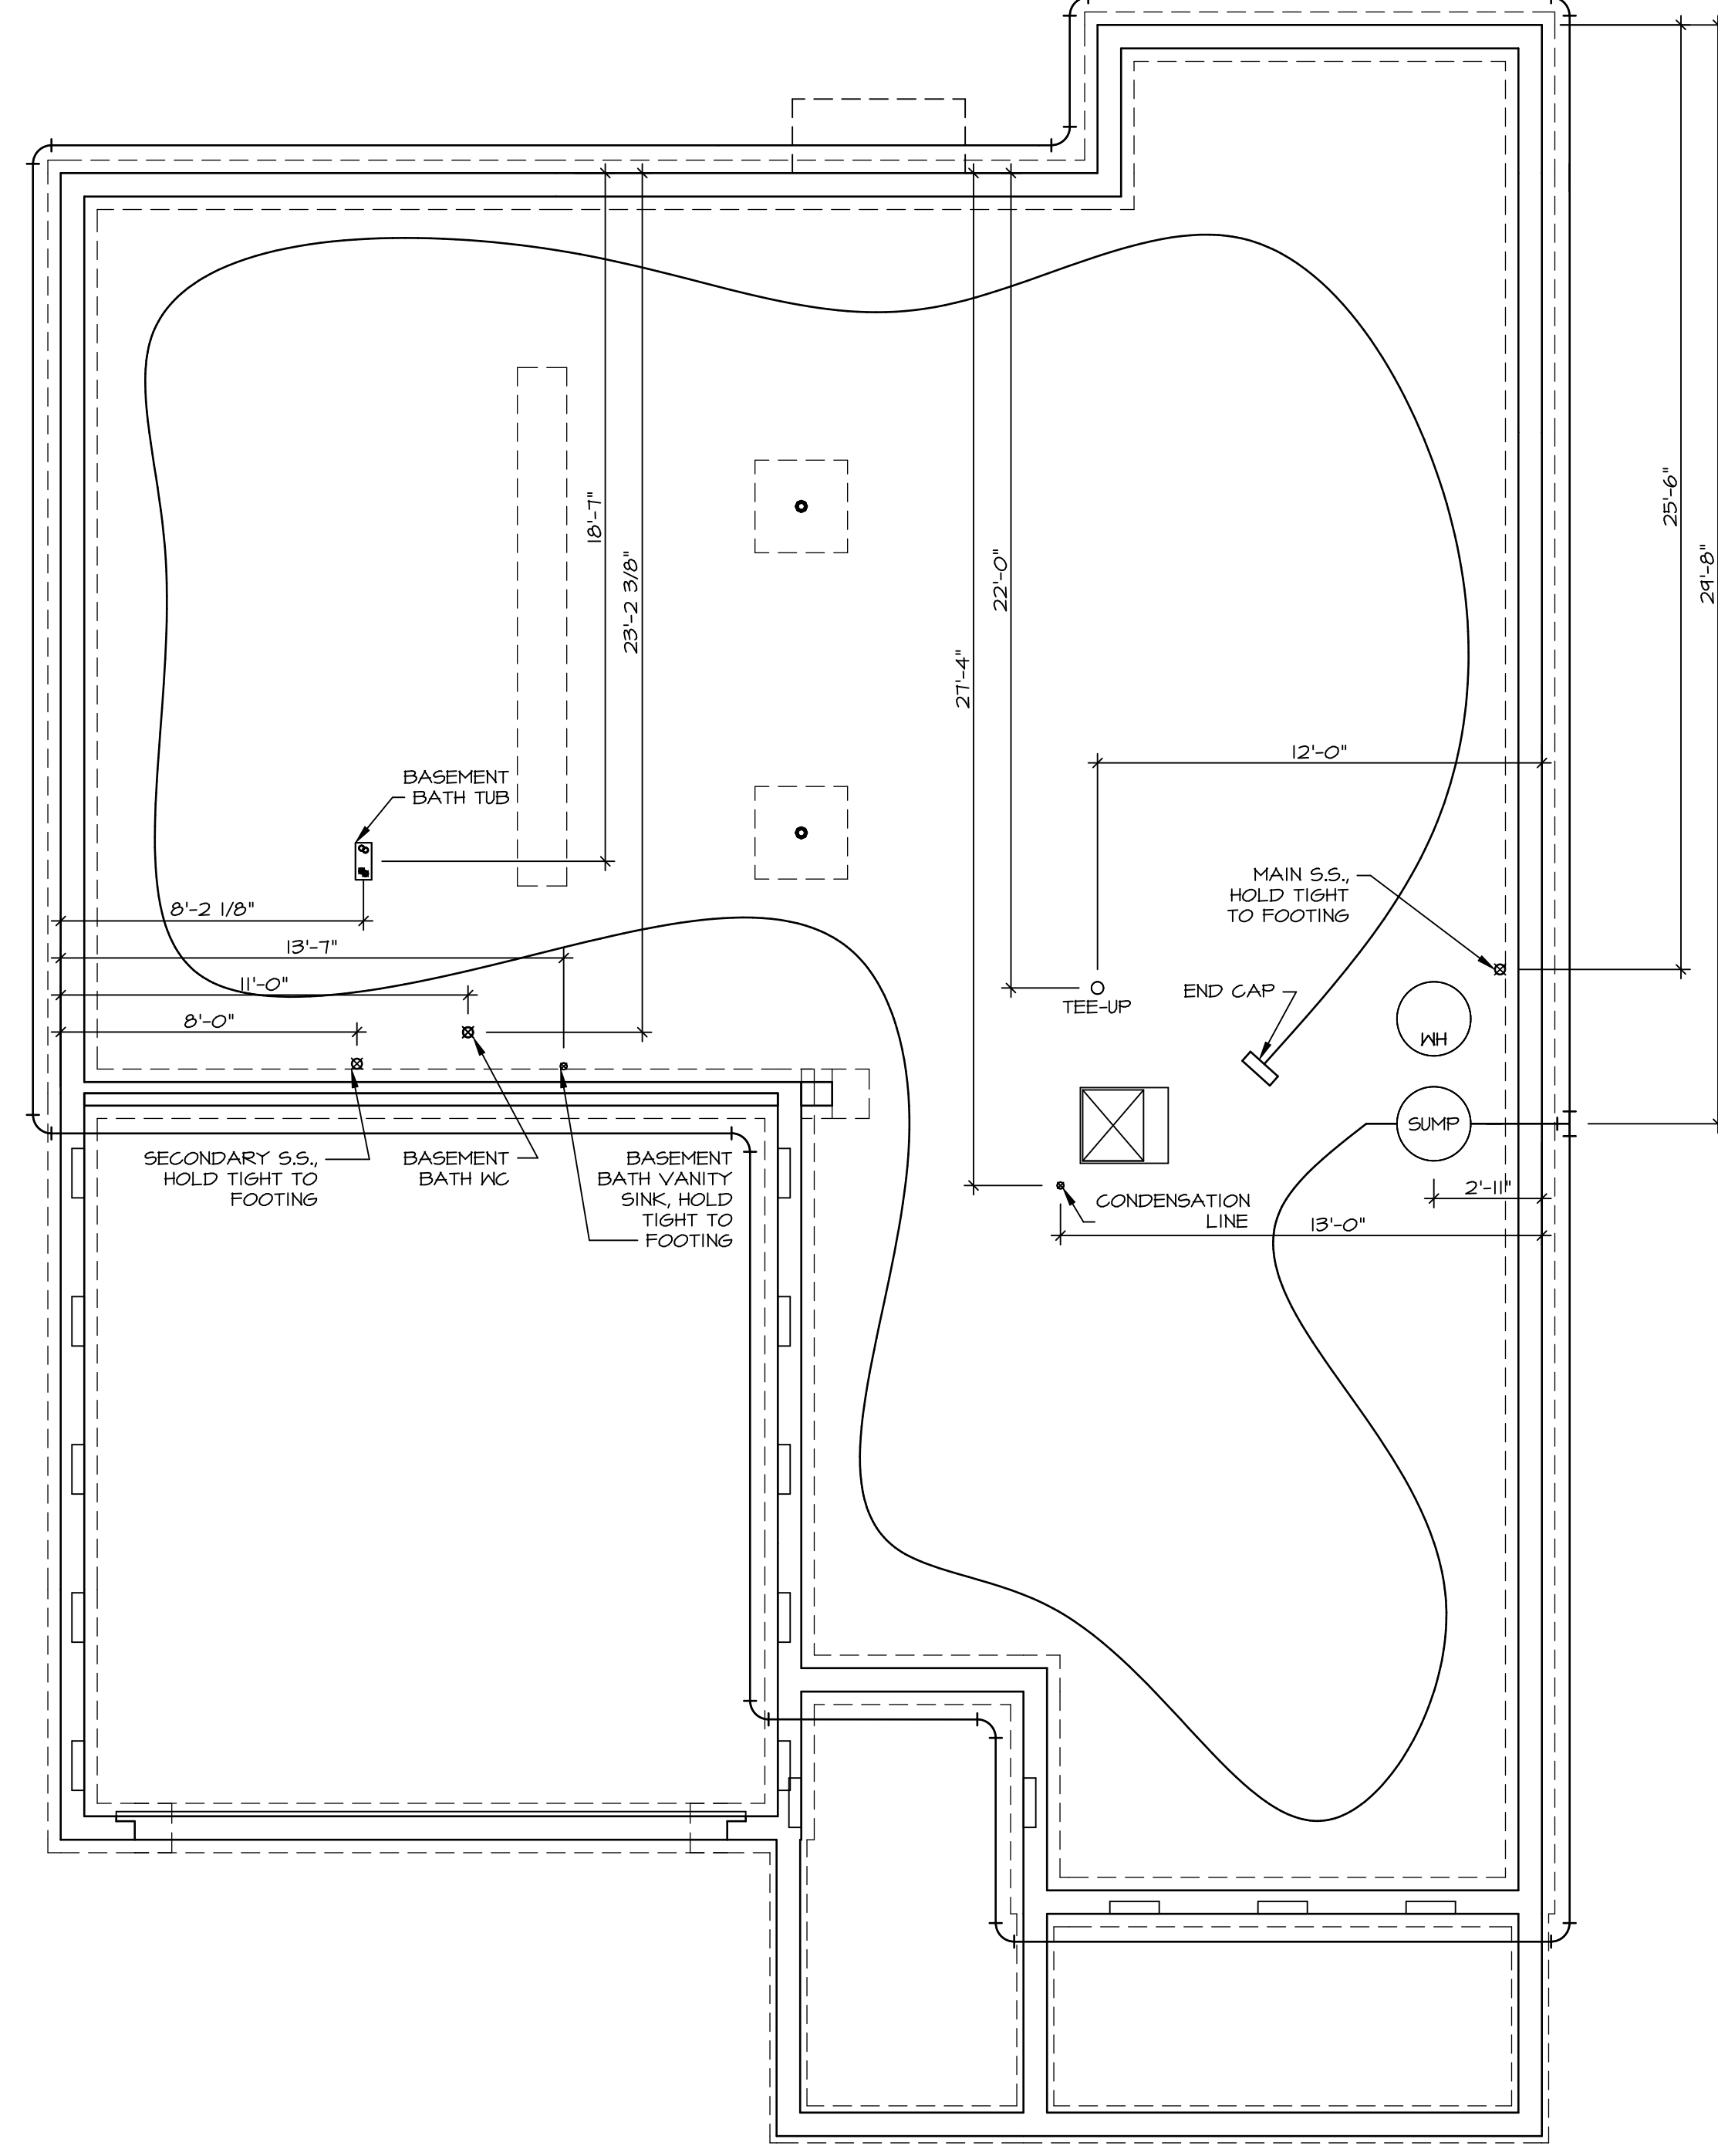 18'-7"
23'-2 3/8"
27'-4"
22'-0"
25'-6"
29'-8"
12'-0"
BASEMENT
BATH TUB
MAIN S.S.,
HOLD TIGHT
TO FOOTING
8'-2 1/8"
13'-7"
11'-0"
8'-0"
TEE-UP
END CAP
WH
SUMP
SECONDARY S.S.,
HOLD TIGHT TO
FOOTING
BASEMENT
BATH WC
BASEMENT
BATH VANITY
SINK, HOLD
TIGHT TO
FOOTING
CONDENSATION
LINE
2'-11"
13'-0"